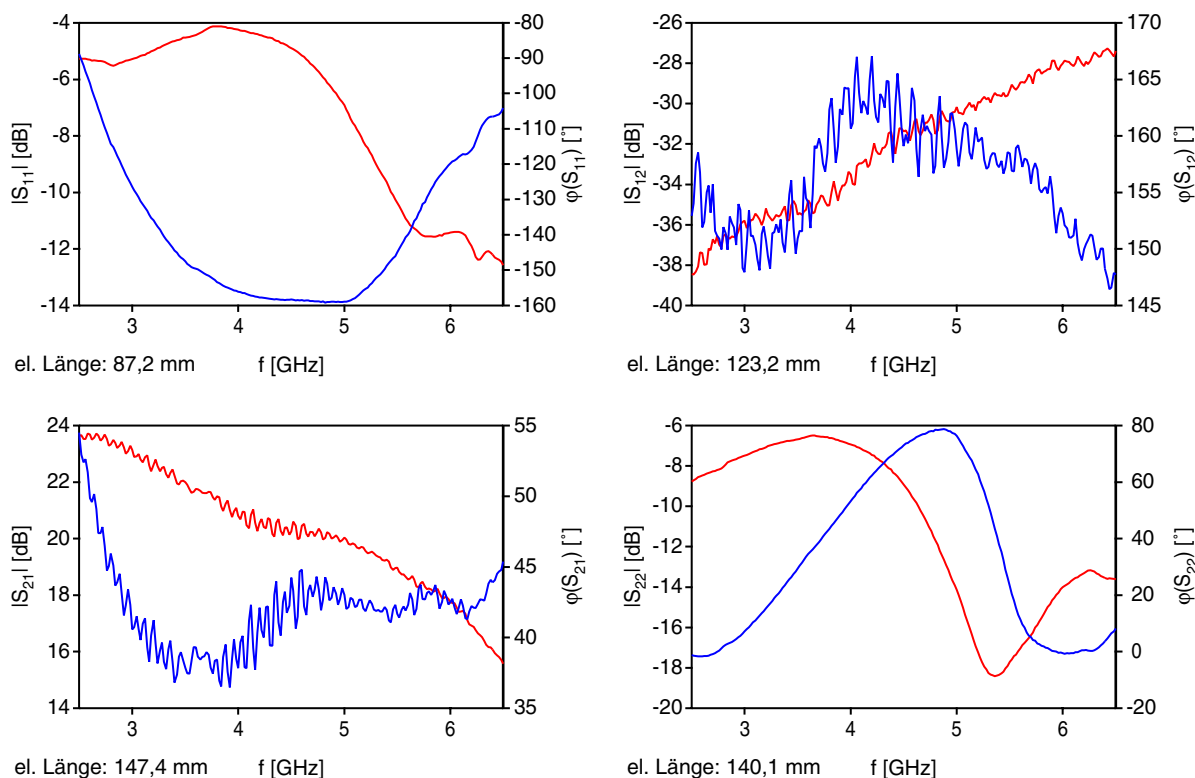 -4 -6 -8 -10 -12 -14
|S11| [dB]
-80 -90 -100 -110 -120 -130 -140 -150 -160
φ(S11) [°]
3 4 5 6
el. Länge: 87,2 mm f [GHz]
-26 -28 -30 -32 -34 -36 -38 -40
|S12| [dB]
170 165 160 155 150 145
φ(S12) [°]
3 4 5 6
el. Länge: 123,2 mm f [GHz]
24 22 20 18 16 14
|S21| [dB]
55 50 45 40 35
φ(S21) [°]
3 4 5 6
el. Länge: 147,4 mm f [GHz]
-6 -8 -10 -12 -14 -16 -18 -20
|S22| [dB]
80 60 40 20 0 -20
φ(S22) [°]
3 4 5 6
el. Länge: 140,1 mm f [GHz]